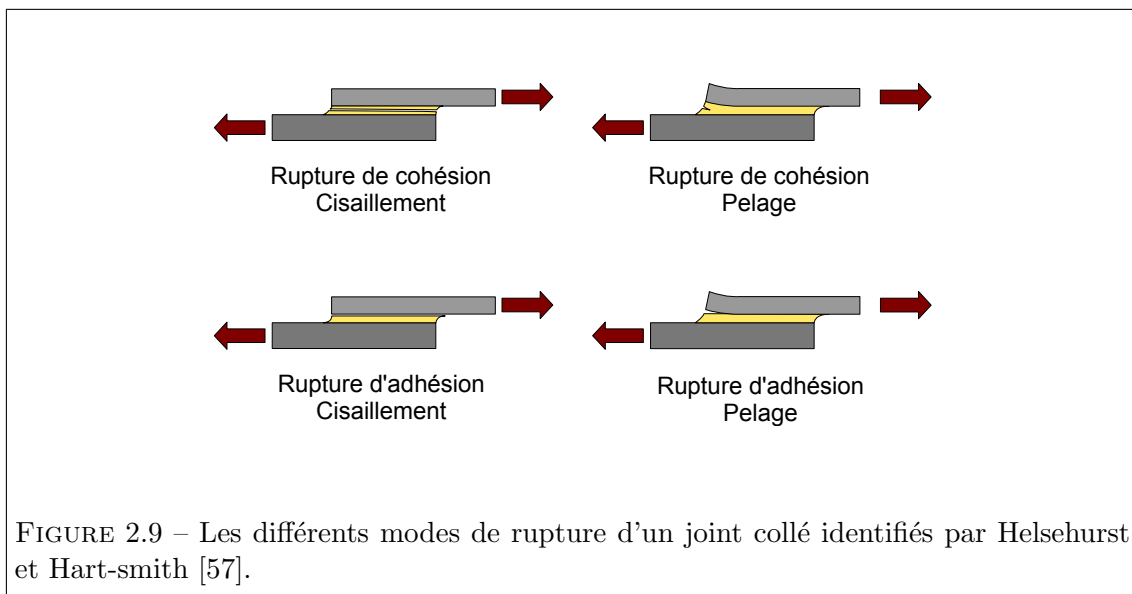 Rupture de cohésion
Cisaillement
Rupture de cohésion
Pelage
Rupture d'adhésion
Cisaillement
Rupture d'adhésion
Pelage
FIGURE 2.9 – Les différents modes de rupture d'un joint collé identifiés par Helsehurst
et Hart-smith [57].